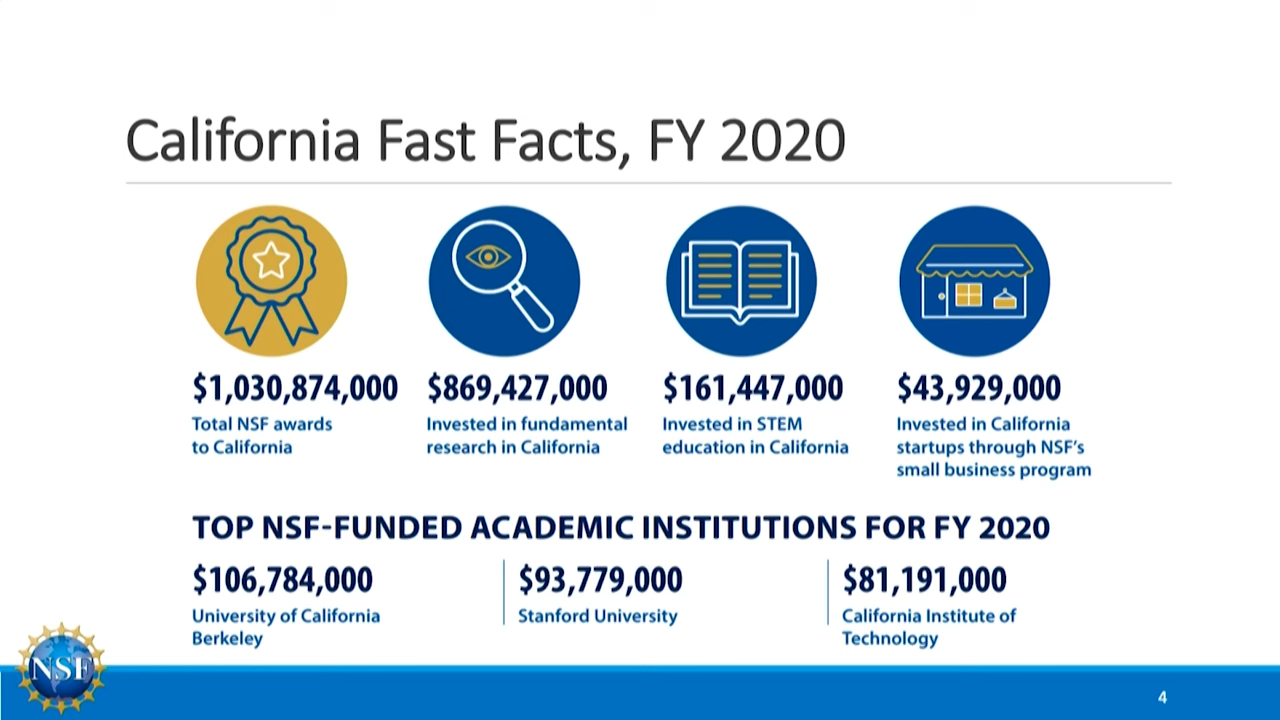 California Fast Facts, FY 2020
$1,030,874,000
Total NSF awards
to California
$869,427,000
Invested in fundamental
research in California
$161,447,000
Invested in STEM
education in California
$43,929,000
Invested in California
startups through NSF's
small business program
TOP NSF-FUNDED ACADEMIC INSTITUTIONS FOR FY 2020
$106,784,000
University of California
Berkeley
$93,779,000
Stanford University
$81,191,000
California Institute of
Technology
NSF
4